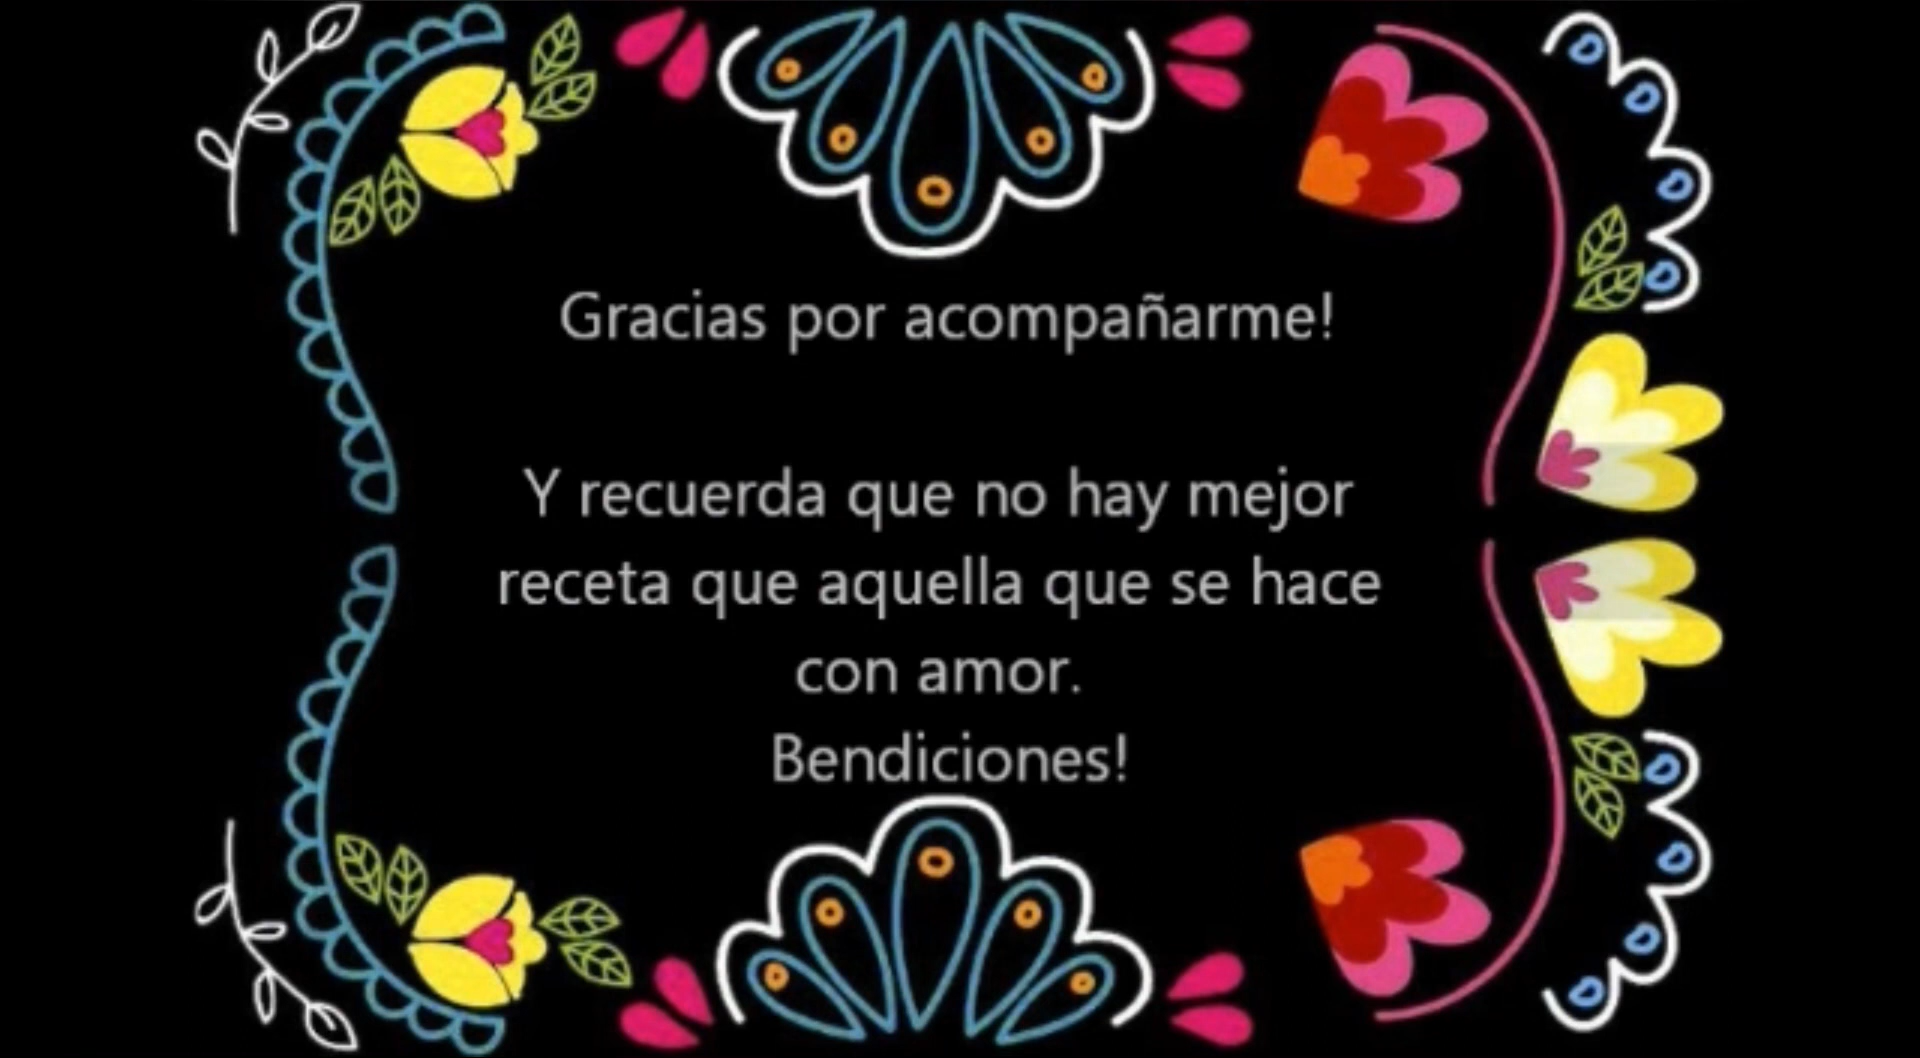 Gracias por acompañarme!
Y recuerda que no hay mejor
receta que aquella que se hace
con amor.
Bendiciones!